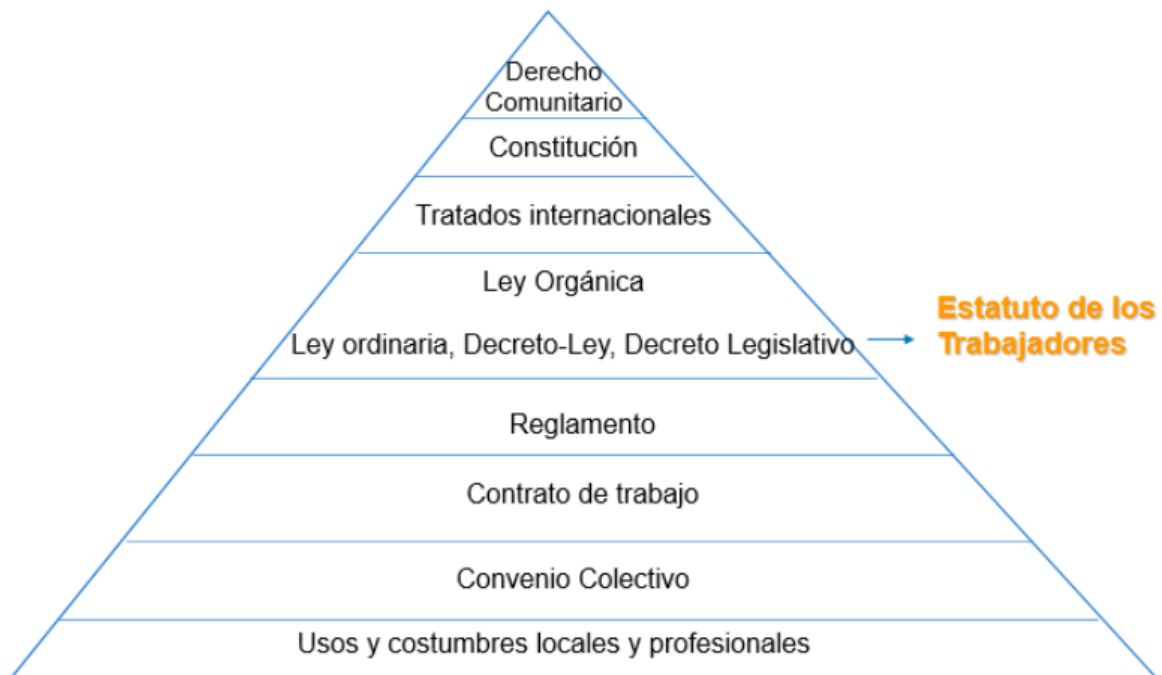 Derecho
Comunitario
Constitución
Tratados internacionales
Ley Orgánica
Ley ordinaria, Decreto-Ley, Decreto Legislativo
Estatuto de los
Trabajadores
Reglamento
Contrato de trabajo
Convenio Colectivo
Usos y costumbres locales y profesionales